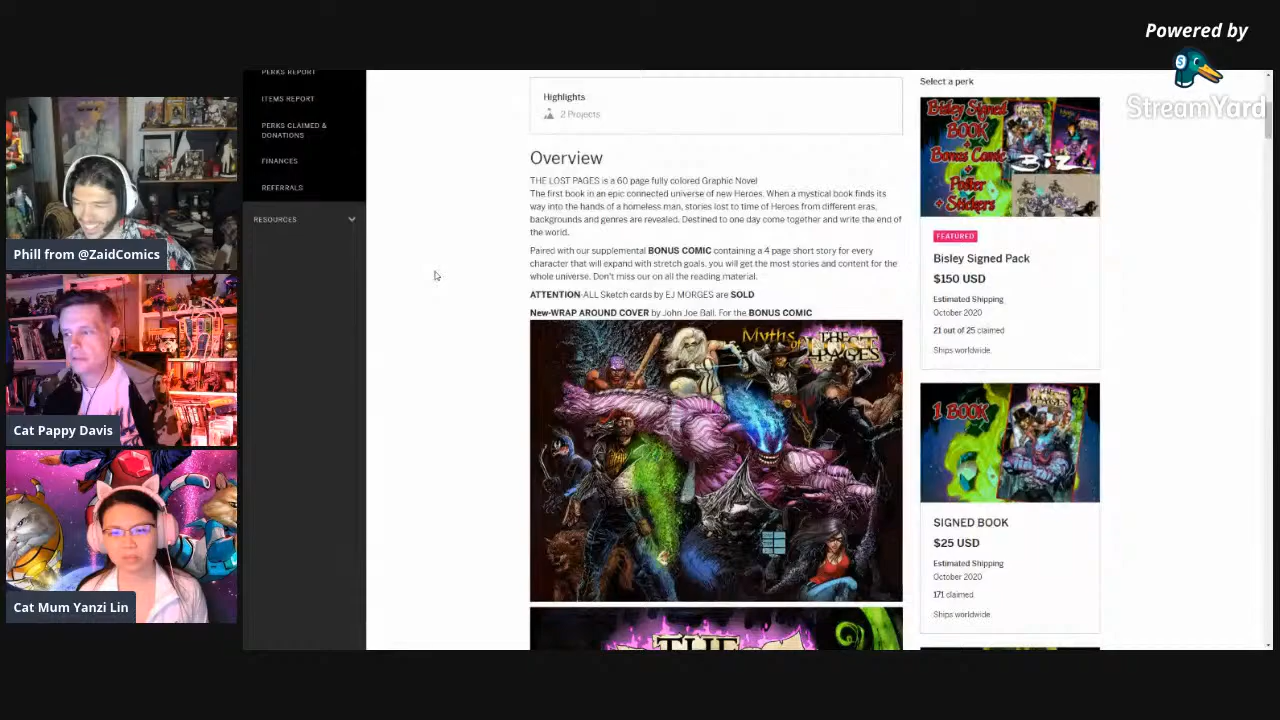 Powered by
StreamYard
Phill from @ZaidComics
Cat Pappy Davis
Cat Mum Yanzi Lin
PERKS REPORT
ITEMS REPORT
PERKS CLAIMED &
DONATIONS
FINANCES
REFERRALS
RESOURCES
Highlights
2 Projects
Overview
THE LOST PAGES is a 60 page fully colored Graphic Novel
The first book in an epic connected universe of new Heroes. When a mystical book finds its
way into the hands of a homeless man, stories lost to time of Heroes from different eras,
backgrounds and genres are revealed. Destined to one day come together and write the end of
the world.
Paired with our supplemental BONUS COMIC containing a 4 page short story for every
character that will expand with stretch goals, you will get the most stories and content for the
whole universe. Don't miss our on all the reading material.
ATTENTION-ALL Sketch cards by EJ MORGES are SOLD
New-WRAP AROUND COVER by John Joe Ball. For the BONUS COMIC
Myths
THE
PAGES
THE
Select a perk
Bisley Signed
BOOK
+
Bonus Comic
+
Poster
+
Stickers
BIZ
FEATURED
Bisley Signed Pack
$150 USD
Estimated Shipping
October 2020
21 out of 25 claimed
Ships worldwide.
1 BOOK
SIGNED BOOK
$25 USD
Estimated Shipping
October 2020
171 claimed
Ships worldwide.